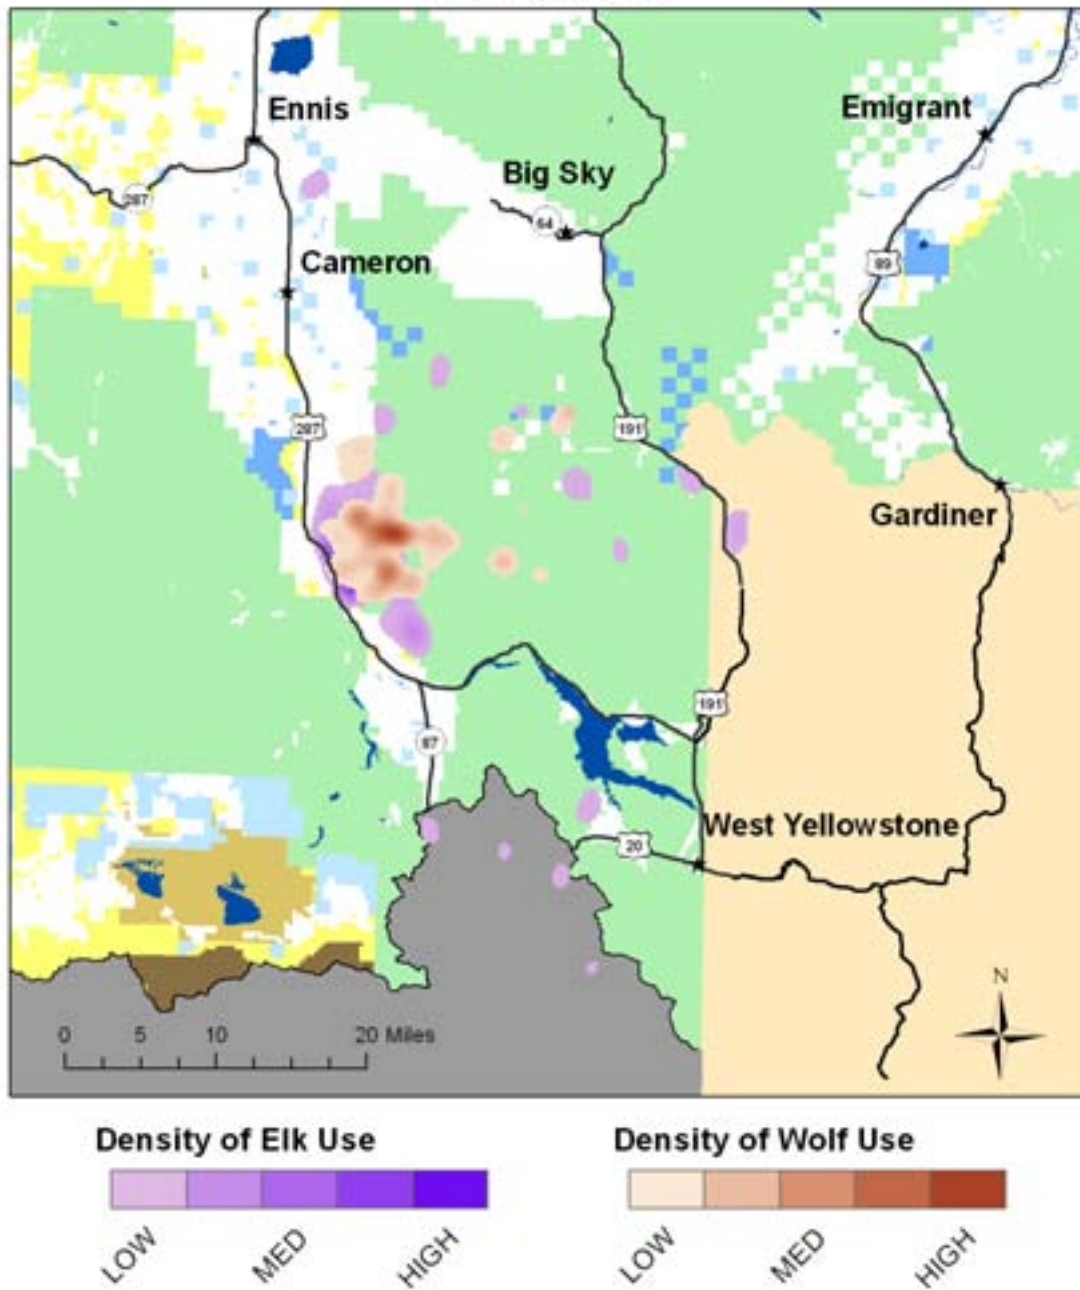 Ennis
Emigrant
Big Sky
287
64
Cameron
89
287
191
Gardiner
191
87
West Yellowstone
20
N
0 5 10 20 Miles
Density of Elk Use
Density of Wolf Use
LOW MED HIGH
LOW MED HIGH